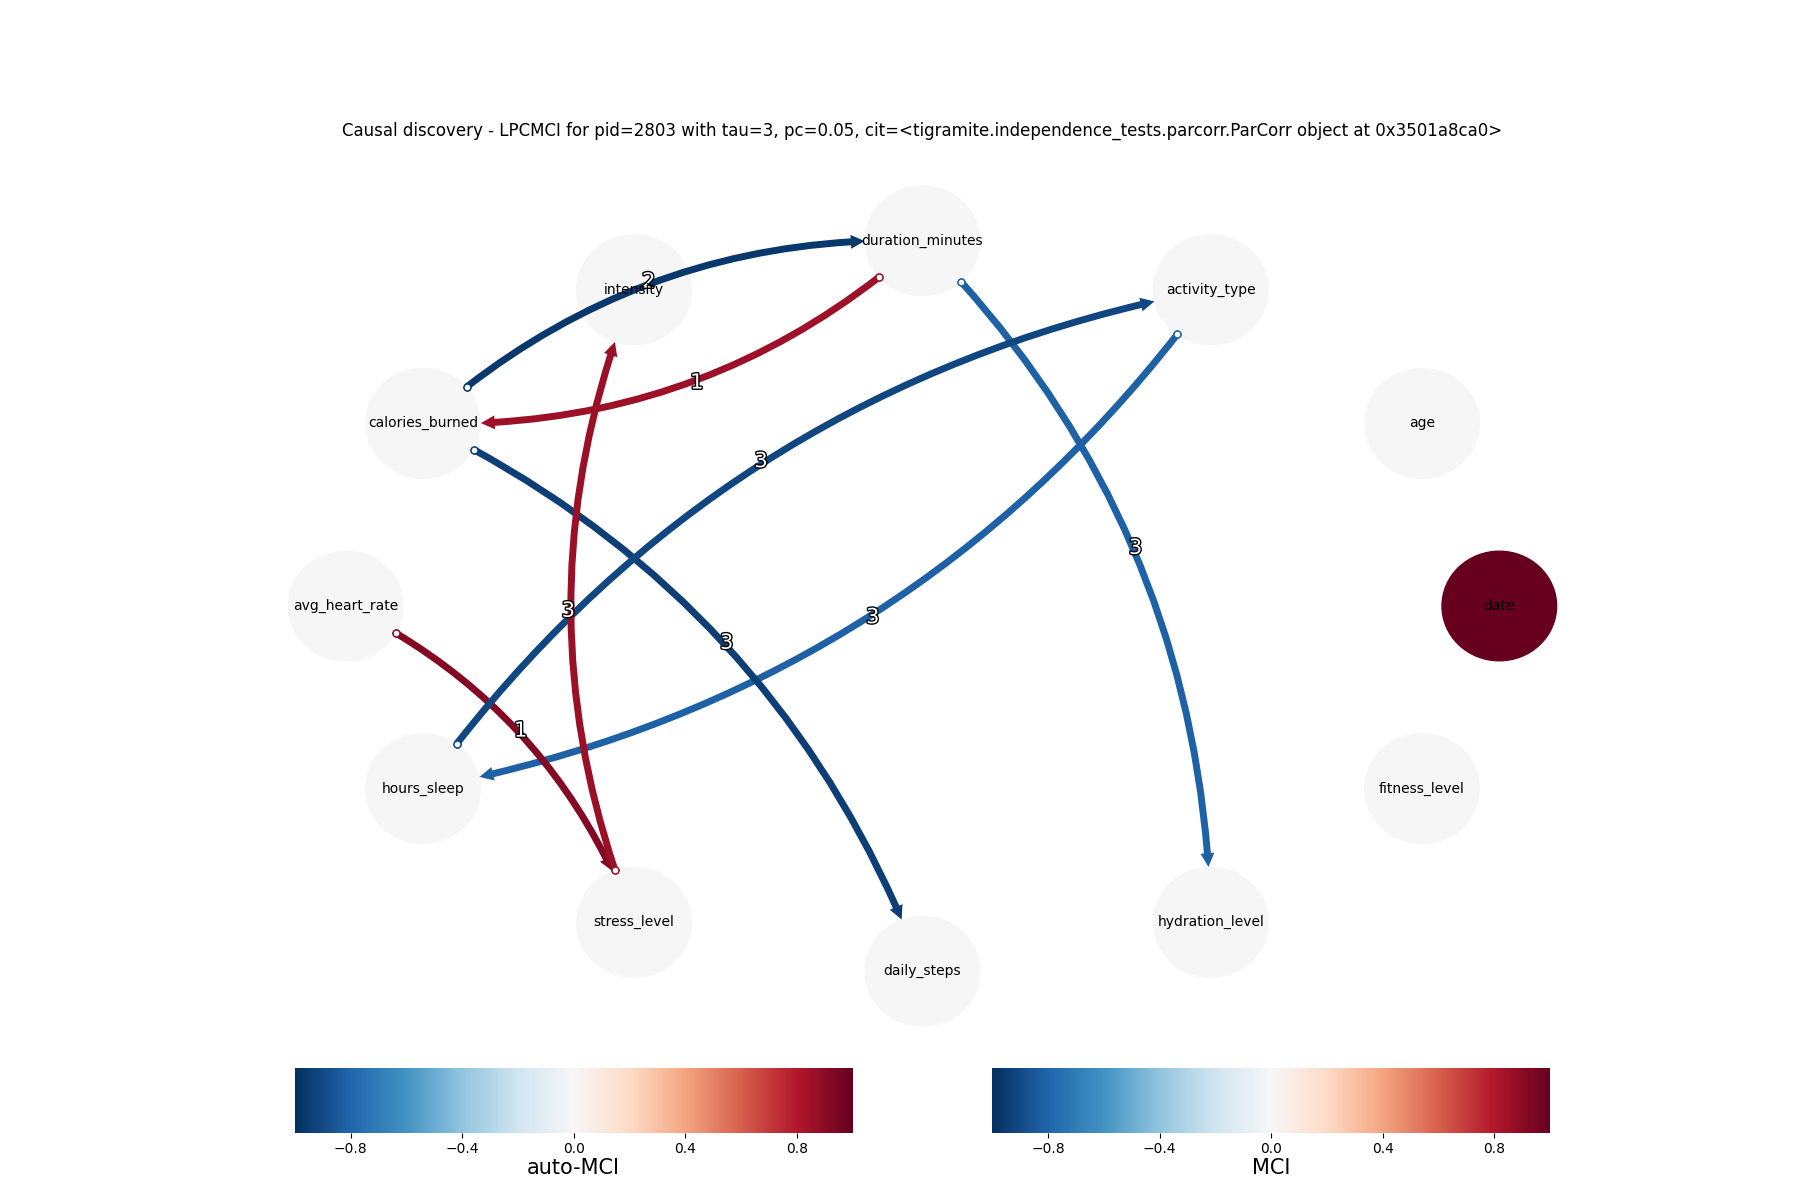 Causal discovery - LPCMCI for pid=2803 with tau=3, pc=0.05, cit=<tigramite.independence_tests.parcorr.ParCorr object at 0x3501a8ca0>
duration_minutes
2
intensity
activity_type
1
calories_burned
age
3
3
avg_heart_rate
date
3
3
3
1
hours_sleep
fitness_level
stress_level
hydration_level
daily_steps
−0.8 −0.4 0.0 0.4 0.8
auto-MCI
−0.8 −0.4 0.0 0.4 0.8
MCI